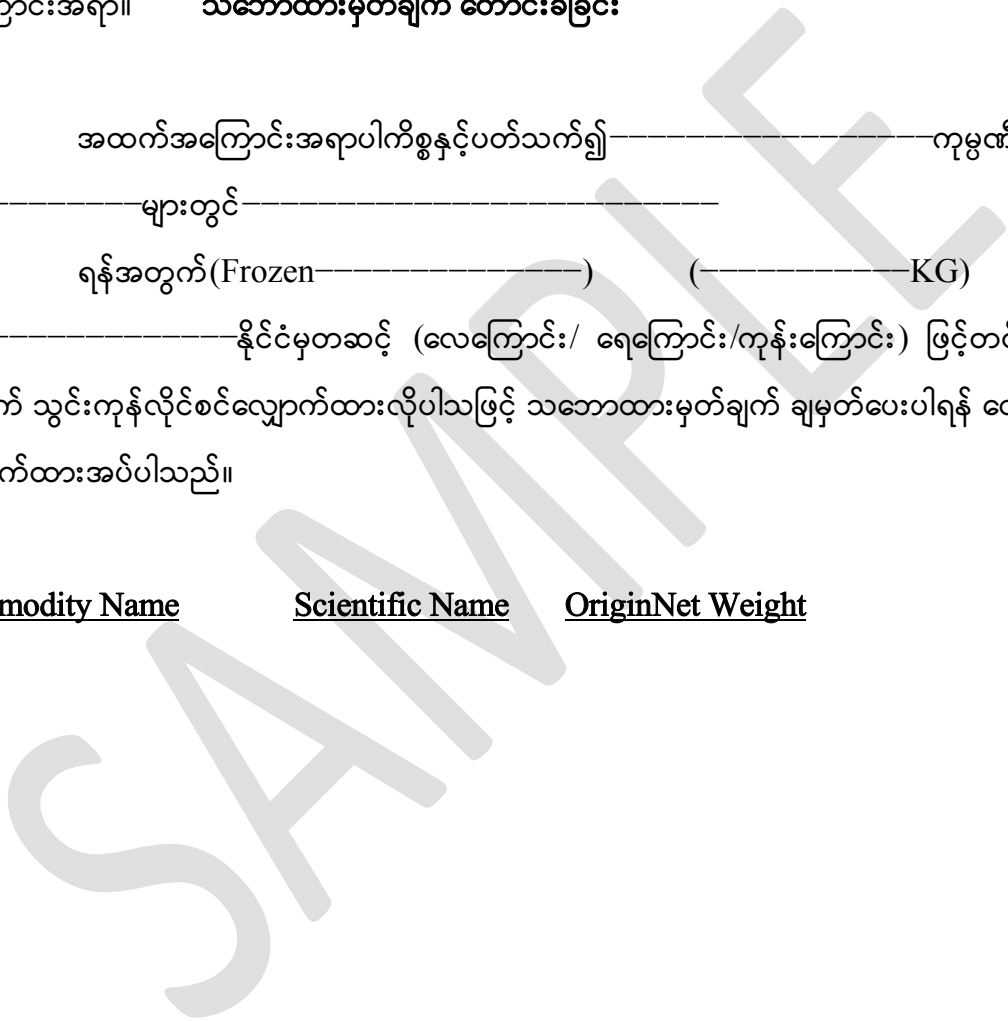 ကြောင်းအရာ။ သဘောထားမှတ်ချက် တောင်းခံခြင်း
အထက်အကြောင်းအရာပါကိစ္စနှင့်ပတ်သက်၍-----------------ကုမ္ပဏီ
--------များတွင်-------------------------
ရန်အတွက်(Frozen--------------) (-----------KG)
-------------နိုင်ငံမှတဆင့် (လေကြောင်း/ ရေကြောင်း/ကုန်းကြောင်း) ဖြင့်တင်
က် သွင်းကုန်လိုင်စင်လျှောက်ထားလိုပါသဖြင့် သဘောထားမှတ်ချက် ချမှတ်ပေးပါရန်
က်ထားအပ်ပါသည်။
modity Name Scientific Name OriginNet Weight
SAMPLE